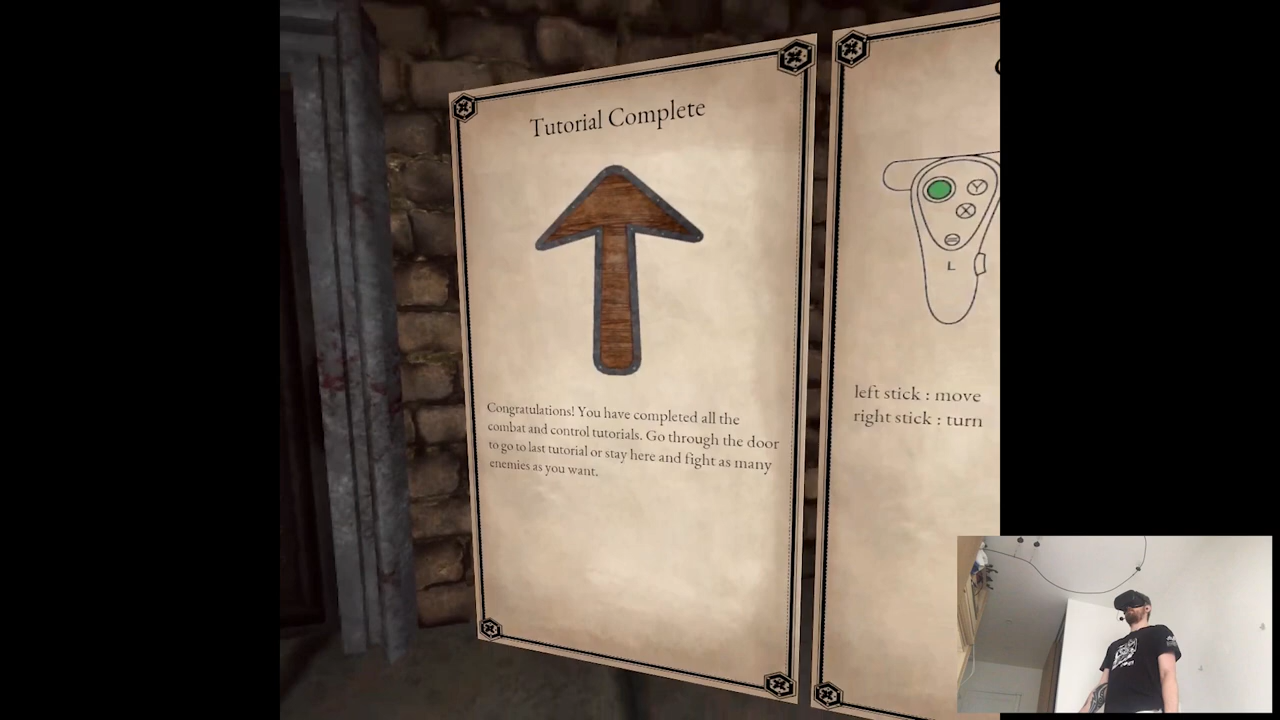 Tutorial Complete
Congratulations! You have completed all the
combat and control tutorials. Go through the door
to go to last tutorial or stay here and fight as many
enemies as you want.
Y
X
L
left stick : move
right stick : turn